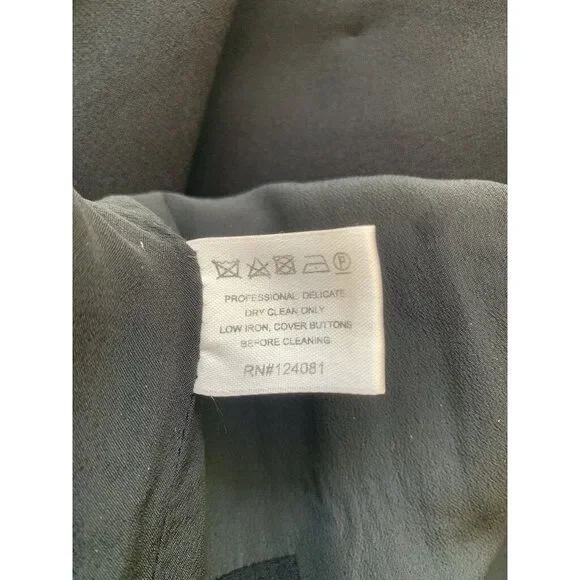 PROFESSIONAL DELICATE
DRY CLEAN ONLY
LOW IRON, COVER BUTTONS
BEFORE CLEANING.
RN#124081